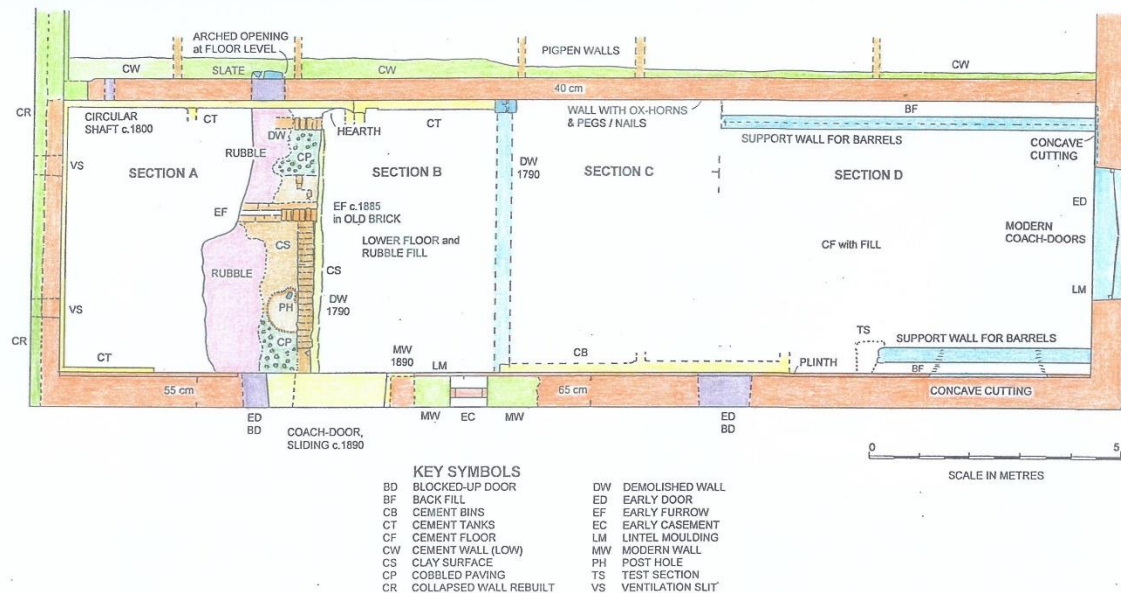 ARCHED OPENING
at FLOOR LEVEL
PIGPEN WALLS
CW
SLATE
CW
CW
40 cm
CR
CIRCULAR
SHAFT c.1800
CT
DW
HEARTH
CT
WALL WITH OX-HORNS
& PEGS / NAILS
BF
SUPPORT WALL FOR BARRELS
CONCAVE
CUTTING
VS
RUBBLE
CP
SECTION A
SECTION B
DW
1790
SECTION C
SECTION D
EF
EF c.1885
in OLD BRICK
ED
MODERN
COACH-DOORS
CS
LOWER FLOOR and
RUBBLE FILL
CF with FILL
RUBBLE
CS
DW
1790
PH
LM
VS
CR
CP
TS
SUPPORT WALL FOR BARRELS
CT
MW
1890
LM
CB
PLINTH
BF
55 cm
65 cm
CONCAVE CUTTING
ED
BD
COACH-DOOR,
SLIDING c.1890
MW
EC
MW
ED
BD
0
5
SCALE IN METRES
KEY SYMBOLS
BD BLOCKED-UP DOOR
BF BACK FILL
CB CEMENT BINS
CT CEMENT TANKS
CF CEMENT FLOOR
CW CEMENT WALL (LOW)
CS CLAY SURFACE
CP COBBLED PAVING
CR COLLAPSED WALL REBUILT
DW DEMOLISHED WALL
ED EARLY DOOR
EF EARLY FURROW
EC EARLY CASEMENT
LM LINTEL MOULDING
MW MODERN WALL
PH POST HOLE
TS TEST SECTION
VS VENTILATION SLIT